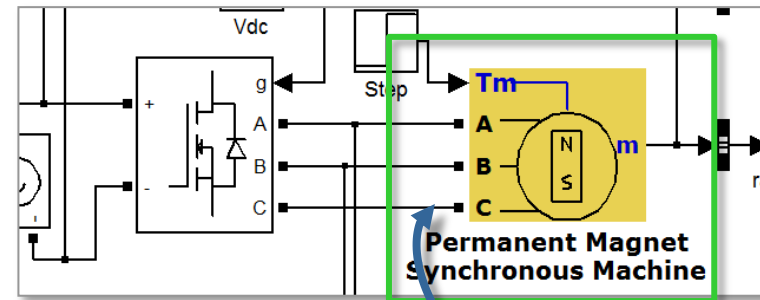 Vdc
Step
g
Tm
+
A
A
N
m
B
B
S
-
C
C
r
Permanent Magnet
Synchronous Machine